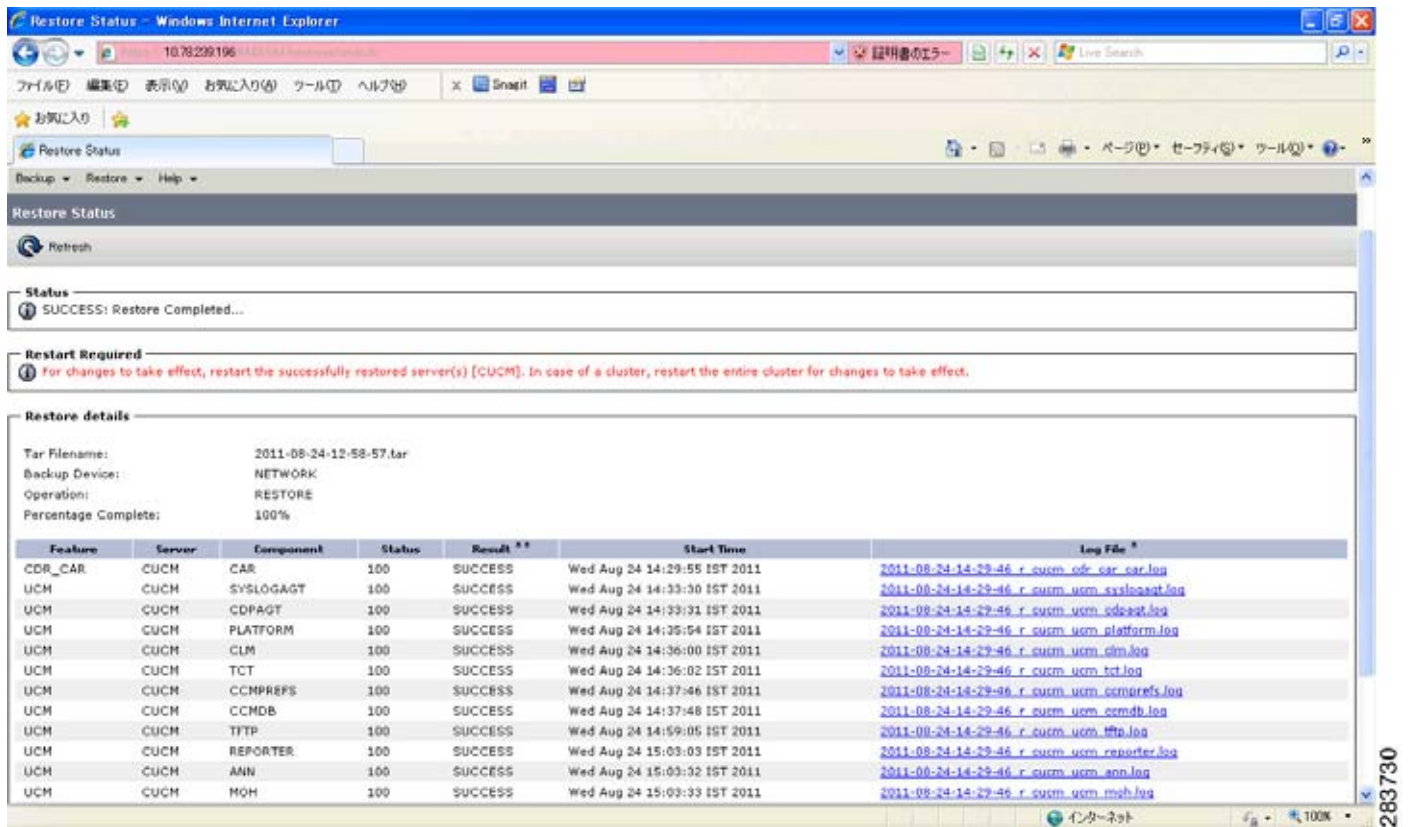 Restore Status - Windows Internet Explorer
10.78.239.196 証明書のエラー Live Search
ファイル(F) 編集(E) 表示(V) お気に入り(A) ツール(T) ヘルプ(H) x Snagit
お気に入り
Restore Status ページ(P) セーフティ(S) ツール(O) »
Backup Restore Help
Restore Status
Refresh
Status
SUCCESS: Restore Completed...
Restart Required
For changes to take effect, restart the successfully restored server(s) [CUCM]. In case of a cluster, restart the entire cluster for changes to take effect.
Restore details
Tar Filename: 2011-08-24-12-58-57.tar
Backup Device: NETWORK
Operation: RESTORE
Percentage Complete: 100%
Feature Server Component Status Result ** Start Time Log File *
CDR_CAR CUCM CAR 100 SUCCESS Wed Aug 24 14:29:55 IST 2011 2011-08-24-14-29-46_r_cucm_cdr_car_car.log
UCM CUCM SYSLOGAGT 100 SUCCESS Wed Aug 24 14:33:30 IST 2011 2011-08-24-14-29-46_r_cucm_ucm_syslogagt.log
UCM CUCM CDPAGT 100 SUCCESS Wed Aug 24 14:33:31 IST 2011 2011-08-24-14-29-46_r_cucm_ucm_cdpagt.log
UCM CUCM PLATFORM 100 SUCCESS Wed Aug 24 14:35:54 IST 2011 2011-08-24-14-29-46_r_cucm_ucm_platform.log
UCM CUCM CLM 100 SUCCESS Wed Aug 24 14:36:00 IST 2011 2011-08-24-14-29-46_r_cucm_ucm_clm.log
UCM CUCM TCT 100 SUCCESS Wed Aug 24 14:36:02 IST 2011 2011-08-24-14-29-46_r_cucm_ucm_tct.log
UCM CUCM CCMPREFS 100 SUCCESS Wed Aug 24 14:37:46 IST 2011 2011-08-24-14-29-46_r_cucm_ucm_ccmprefs.log
UCM CUCM CCMDB 100 SUCCESS Wed Aug 24 14:37:48 IST 2011 2011-08-24-14-29-46_r_cucm_ucm_ccmdb.log
UCM CUCM TFTP 100 SUCCESS Wed Aug 24 14:59:05 IST 2011 2011-08-24-14-29-46_r_cucm_ucm_tftp.log
UCM CUCM REPORTER 100 SUCCESS Wed Aug 24 15:03:03 IST 2011 2011-08-24-14-29-46_r_cucm_ucm_reporter.log
UCM CUCM ANN 100 SUCCESS Wed Aug 24 15:03:32 IST 2011 2011-08-24-14-29-46_r_cucm_ucm_ann.log
UCM CUCM MOH 100 SUCCESS Wed Aug 24 15:03:33 IST 2011 2011-08-24-14-29-46_r_cucm_ucm_moh.log
インターネット 100%
283730